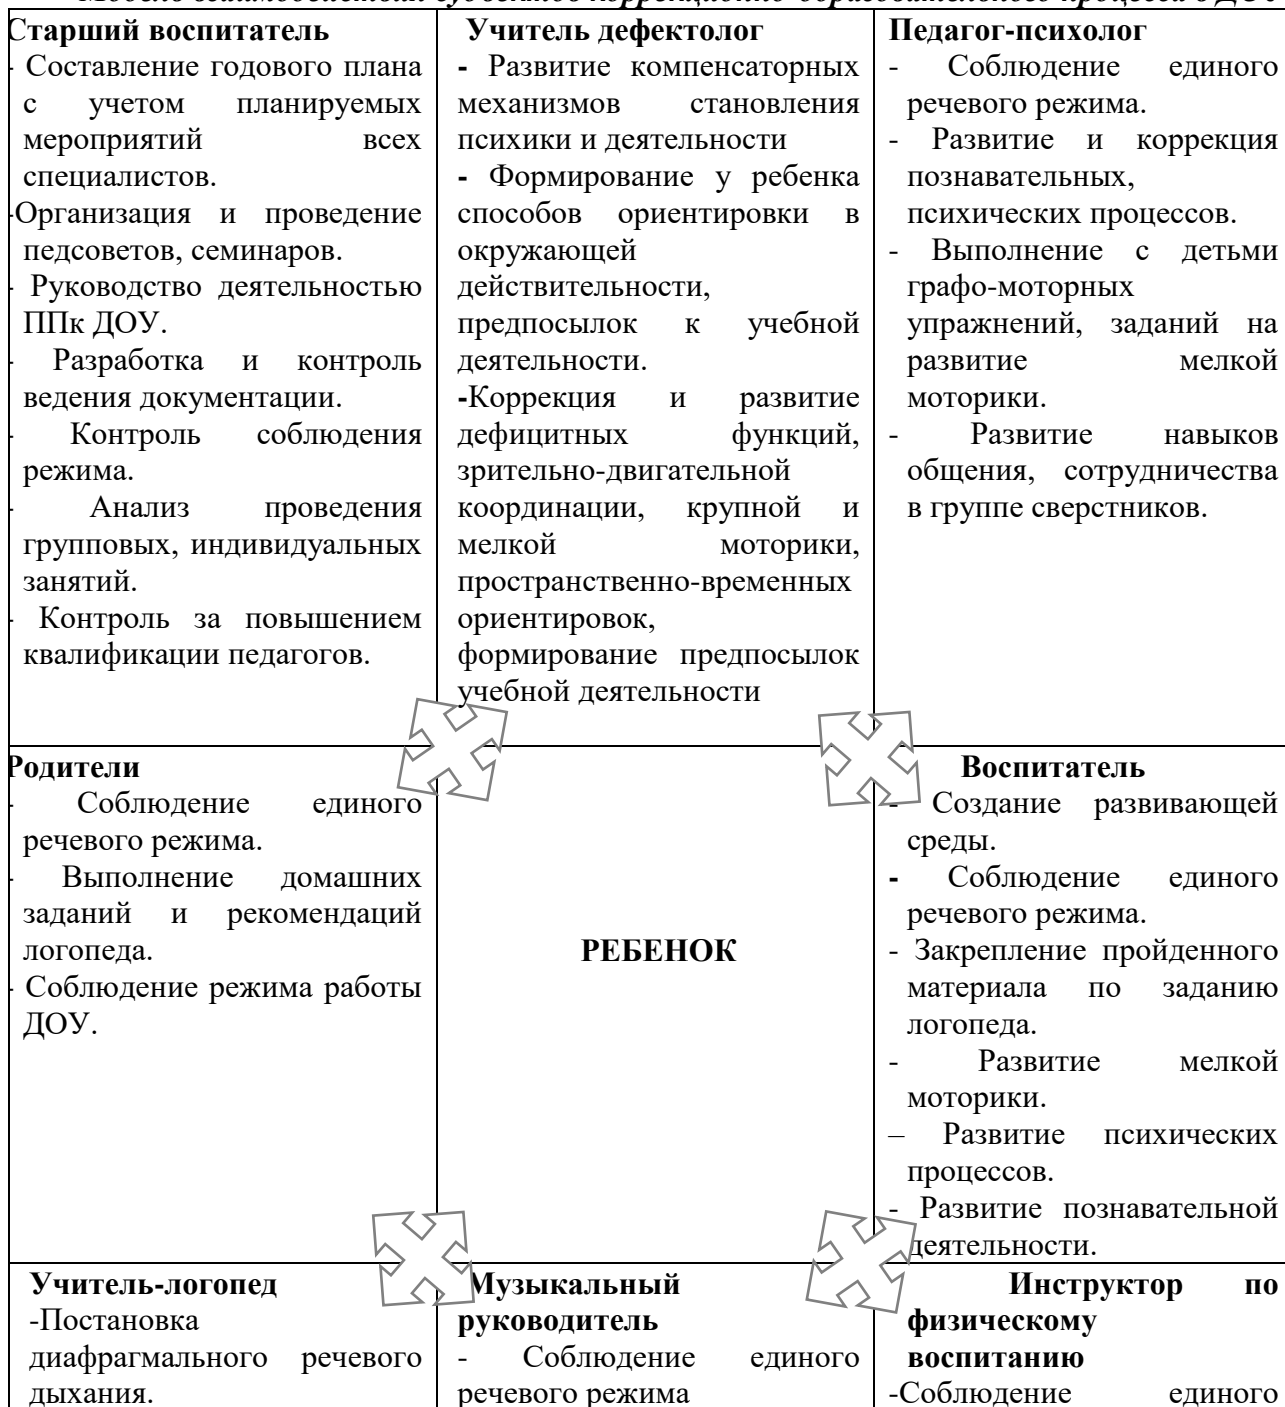 Старший воспитатель
- Составление годового плана
с учетом планируемых
мероприятий всех
специалистов.
-Организация и проведение
педсоветов, семинаров.
- Руководство деятельностью
ППк ДОУ.
- Разработка и контроль
ведения документации.
- Контроль соблюдения
режима.
- Анализ проведения
групповых, индивидуальных
занятий.
- Контроль за повышением
квалификации педагогов.
Учитель дефектолог
- Развитие компенсаторных
механизмов становления
психики и деятельности
- Формирование у ребенка
способов ориентировки в
окружающей
действительности,
предпосылок к учебной
деятельности.
-Коррекция и развитие
дефицитных функций,
зрительно-двигательной
координации, крупной и
мелкой моторики,
пространственно-временных
ориентировок,
формирование предпосылок
учебной деятельности
Педагог-психолог
- Соблюдение единого
речевого режима.
- Развитие и коррекция
познавательных,
психических процессов.
- Выполнение с детьми
графо-моторных
упражнений, заданий на
развитие мелкой
моторики.
- Развитие навыков
общения, сотрудничества
в группе сверстников.
Родители
- Соблюдение единого
речевого режима.
- Выполнение домашних
заданий и рекомендаций
логопеда.
- Соблюдение режима работы
ДОУ.
РЕБЕНОК
Воспитатель
- Создание развивающей
среды.
- Соблюдение единого
речевого режима.
- Закрепление пройденного
материала по заданию
логопеда.
- Развитие мелкой
моторики.
– Развитие психических
процессов.
- Развитие познавательной
деятельности.
Учитель-логопед
-Постановка
диафрагмального речевого
дыхания.
Музыкальный
руководитель
- Соблюдение единого
речевого режима
Инструктор по
физическому
воспитанию
-Соблюдение единого